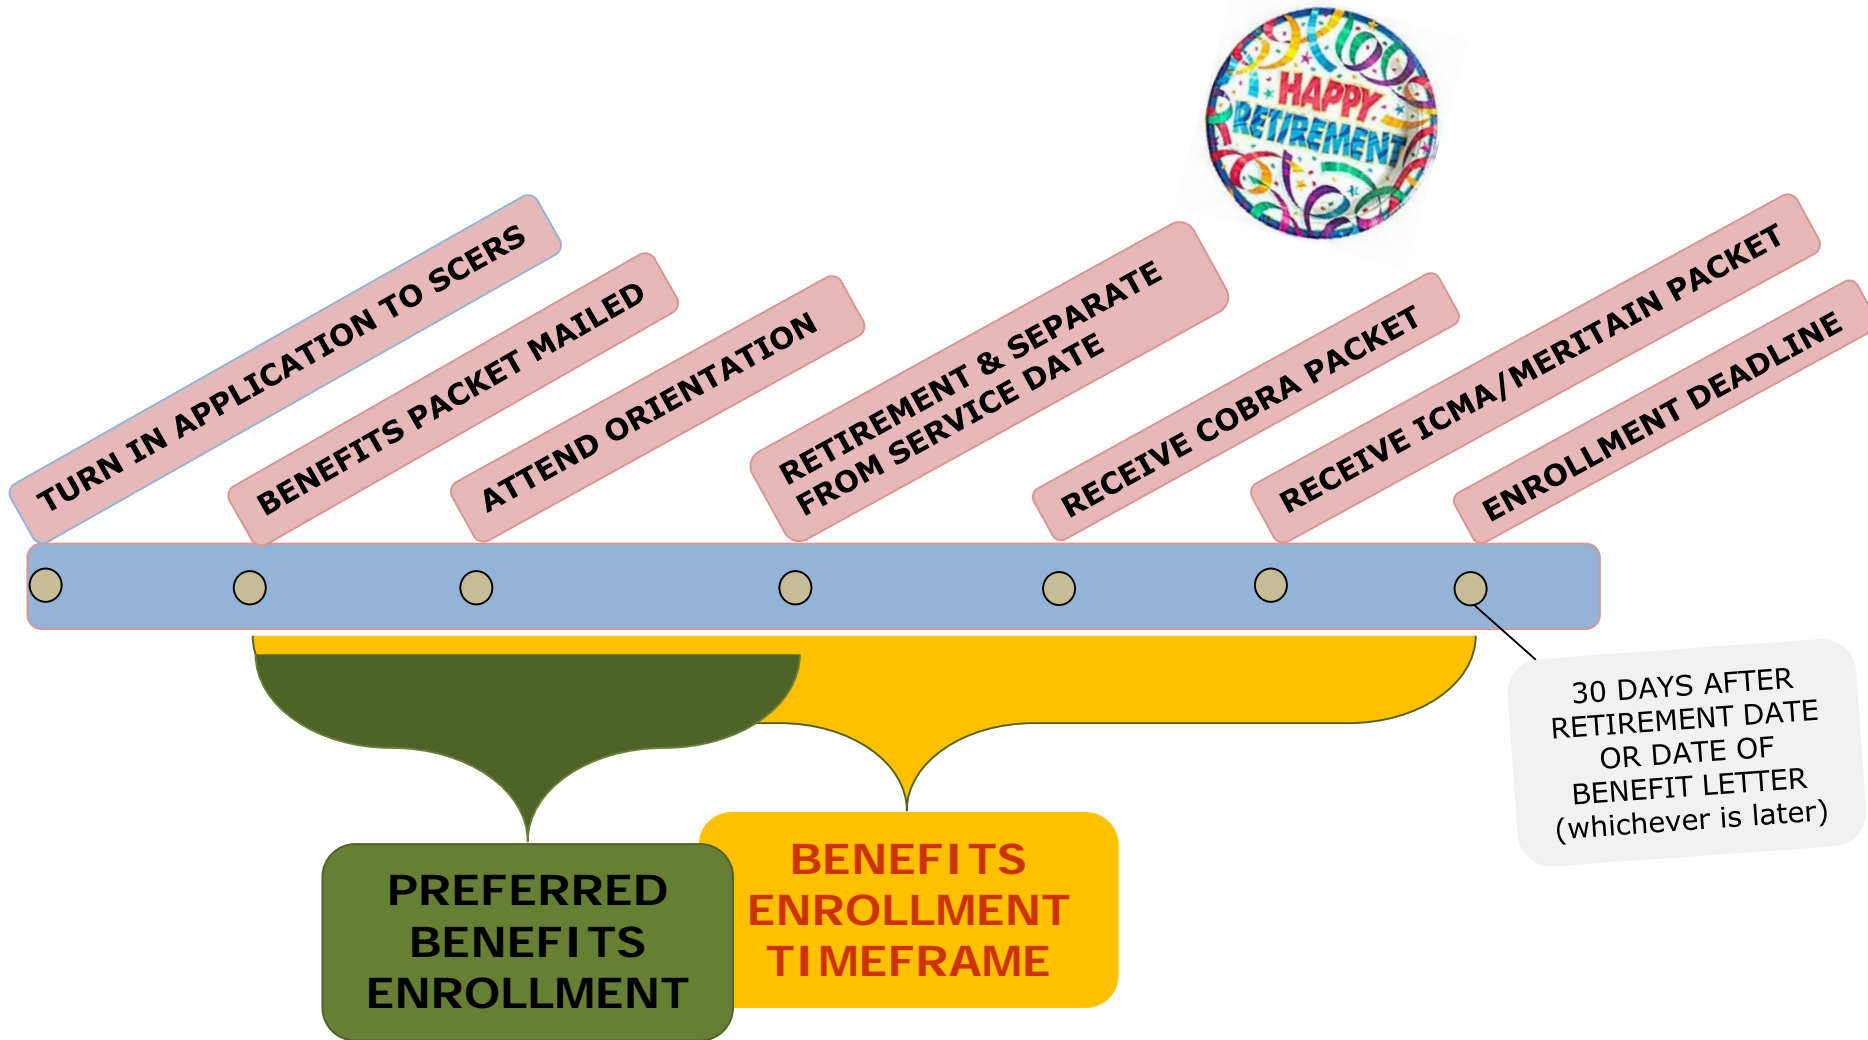 HAPPY
RETIREMENT
TURN IN APPLICATION TO SCERS
BENEFITS PACKET MAILED
ATTEND ORIENTATION
RETIREMENT & SEPARATE
FROM SERVICE DATE
RECEIVE COBRA PACKET
RECEIVE ICMA/MERITAIN PACKET
ENROLLMENT DEADLINE
30 DAYS AFTER
RETIREMENT DATE
OR DATE OF
BENEFIT LETTER
(whichever is later)
PREFERRED
BENEFITS
ENROLLMENT
BENEFITS
ENROLLMENT
TIMEFRAME